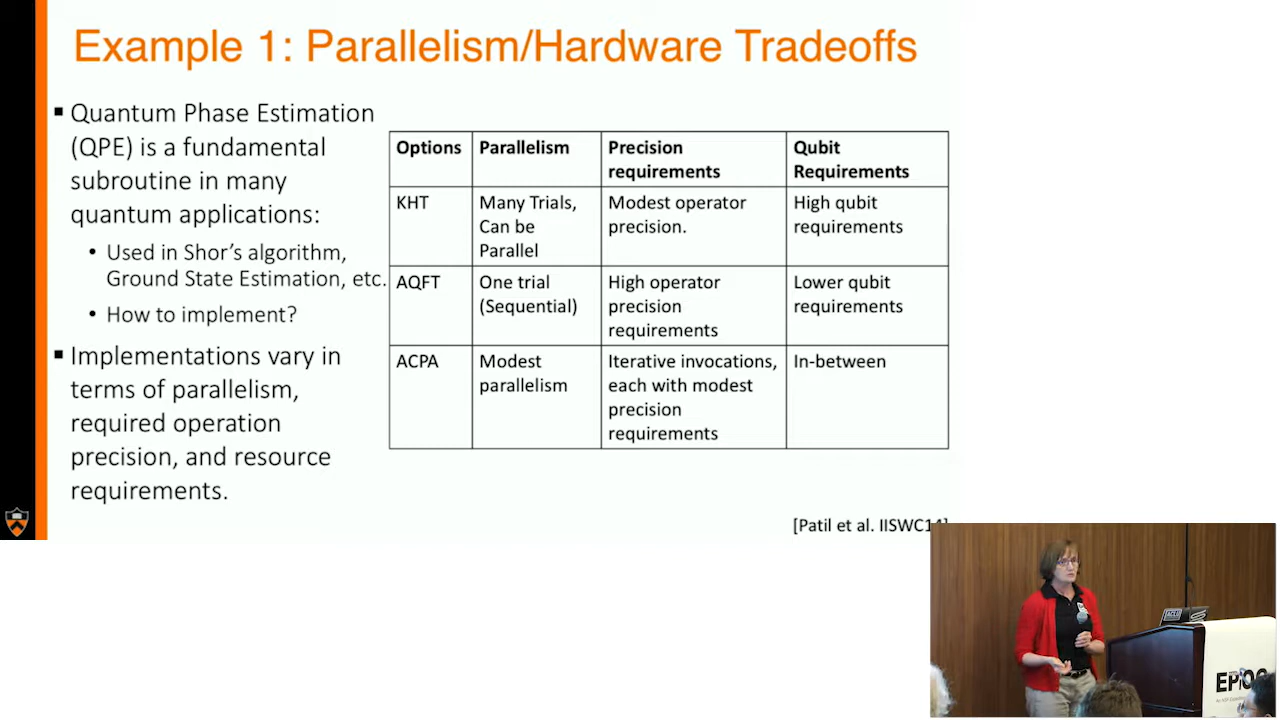 Example 1: Parallelism/Hardware Tradeoffs
▪ Quantum Phase Estimation
(QPE) is a fundamental
subroutine in many
quantum applications:
• Used in Shor's algorithm,
Ground State Estimation, etc.
• How to implement?
▪ Implementations vary in
terms of parallelism,
required operation
precision, and resource
requirements.
Options Parallelism Precision requirements Qubit Requirements
KHT Many Trials, Can be Parallel Modest operator precision. High qubit requirements
AQFT One trial (Sequential) High operator precision requirements Lower qubit requirements
ACPA Modest parallelism Iterative invocations, each with modest precision requirements In-between
[Patil et al. IISWC14]
EPiQC